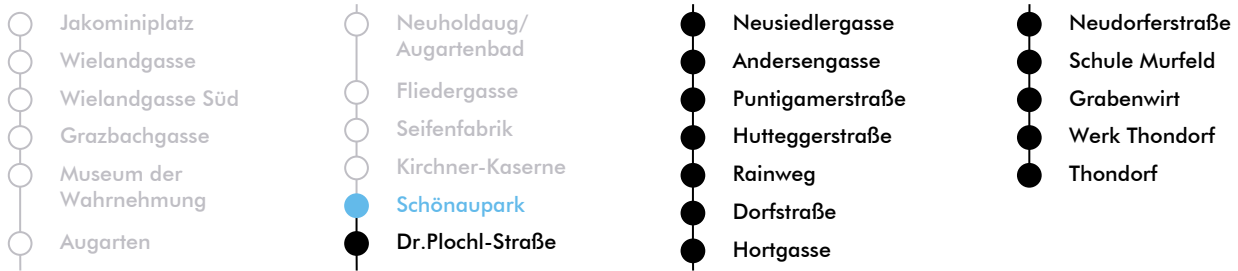 Jakominiplatz
Wielandgasse
Wielandgasse Süd
Grazbachgasse
Museum der
Wahrnehmung
Augarten
Neuholdaug/
Augartenbad
Fliedergasse
Seifenfabrik
Kirchner-Kaserne
Schönaupark
Dr.Plochl-Straße
Neusiedlergasse
Andersengasse
Puntigamerstraße
Hutteggerstraße
Rainweg
Dorfstraße
Hortgasse
Neudorferstraße
Schule Murfeld
Grabenwirt
Werk Thondorf
Thondorf